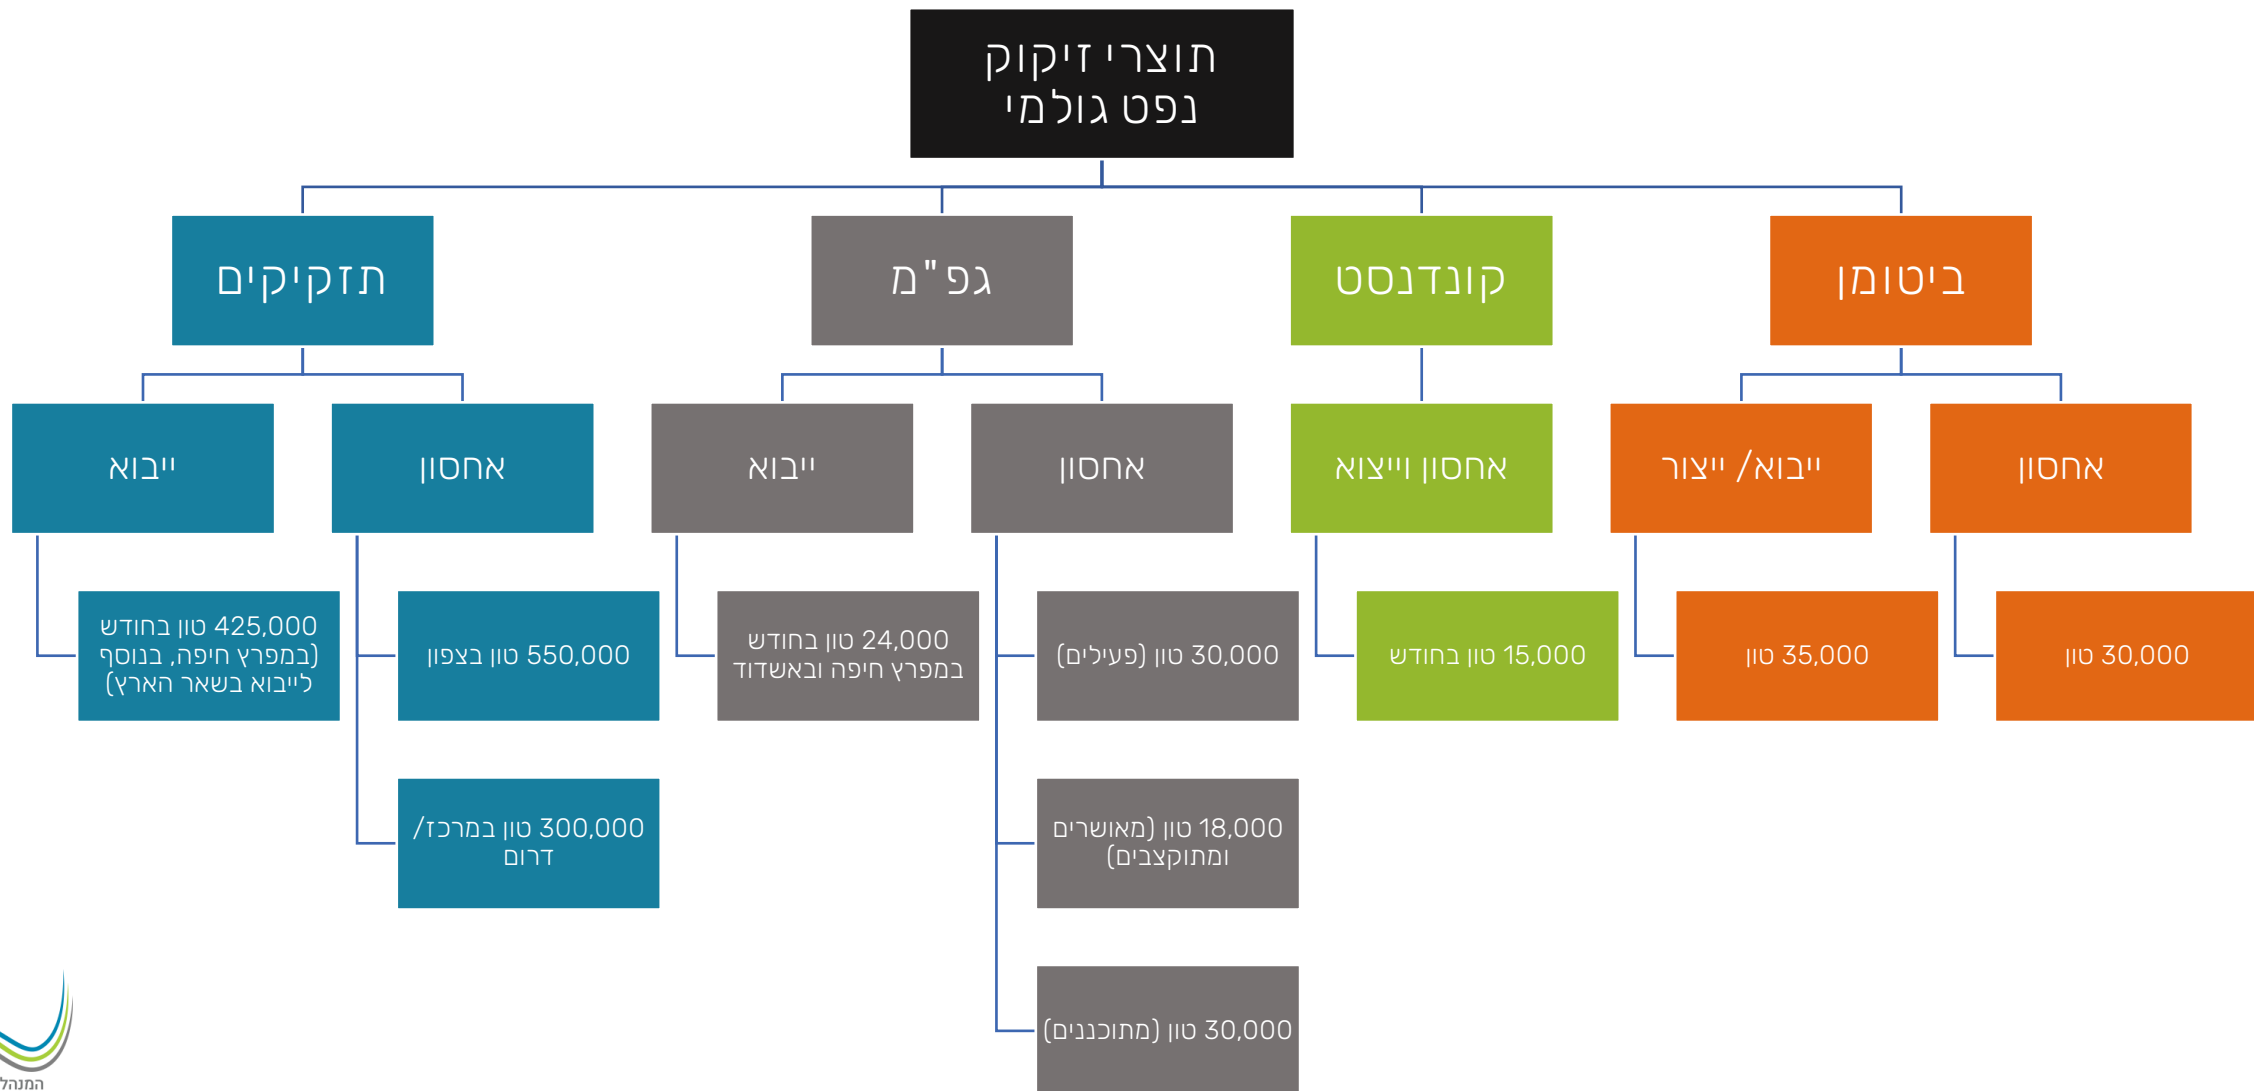 תוצרי זיקוק
נפט גולמי
ביטומן
קונדנסט
גפ"מ
תזקיקים
אחסון
ייבוא/ ייצור
אחסון וייצוא
אחסון
ייבוא
אחסון
ייבוא
30,000 טון
35,000 טון
15,000 טון בחודש
30,000 טון (פעילים)
24,000 טון בחודש
במפרץ חיפה ובאשדוד
550,000 טון בצפון
425,000 טון בחודש
(במפרץ חיפה, בנוסף
לייבוא בשאר הארץ)
18,000 טון (מאושרים
ומתוקצבים)
300,000 טון במרכז/
דרום
30,000 טון (מתוכננים)
המנהל